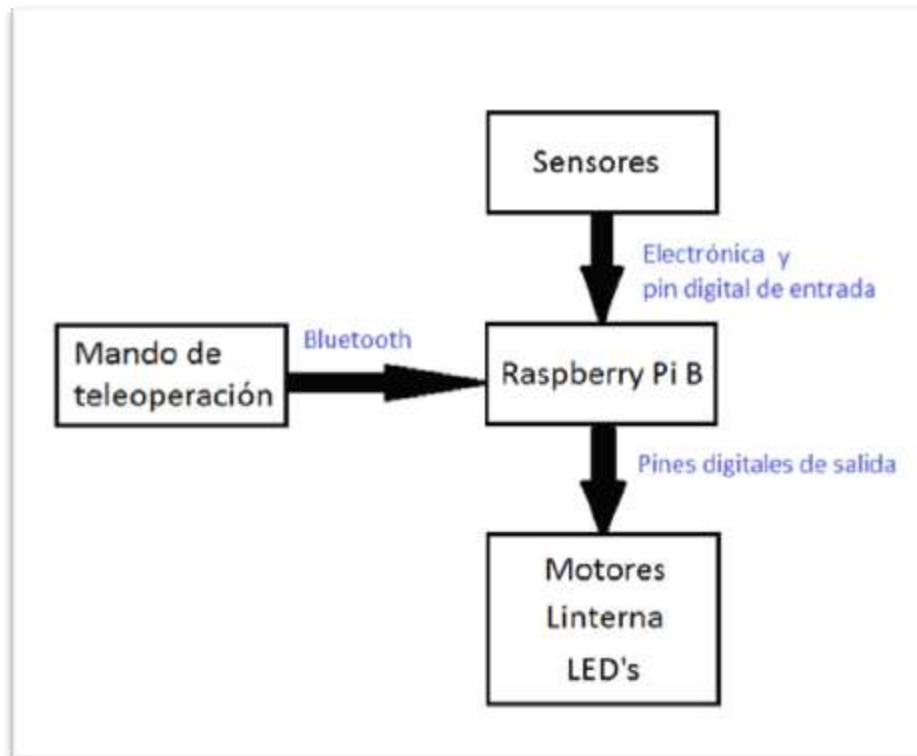 Sensores
Electrónica y
pin digital de entrada
Mando de
teleoperación
Bluetooth
Raspberry Pi B
Pines digitales de salida
Motores
Linterna
LED's